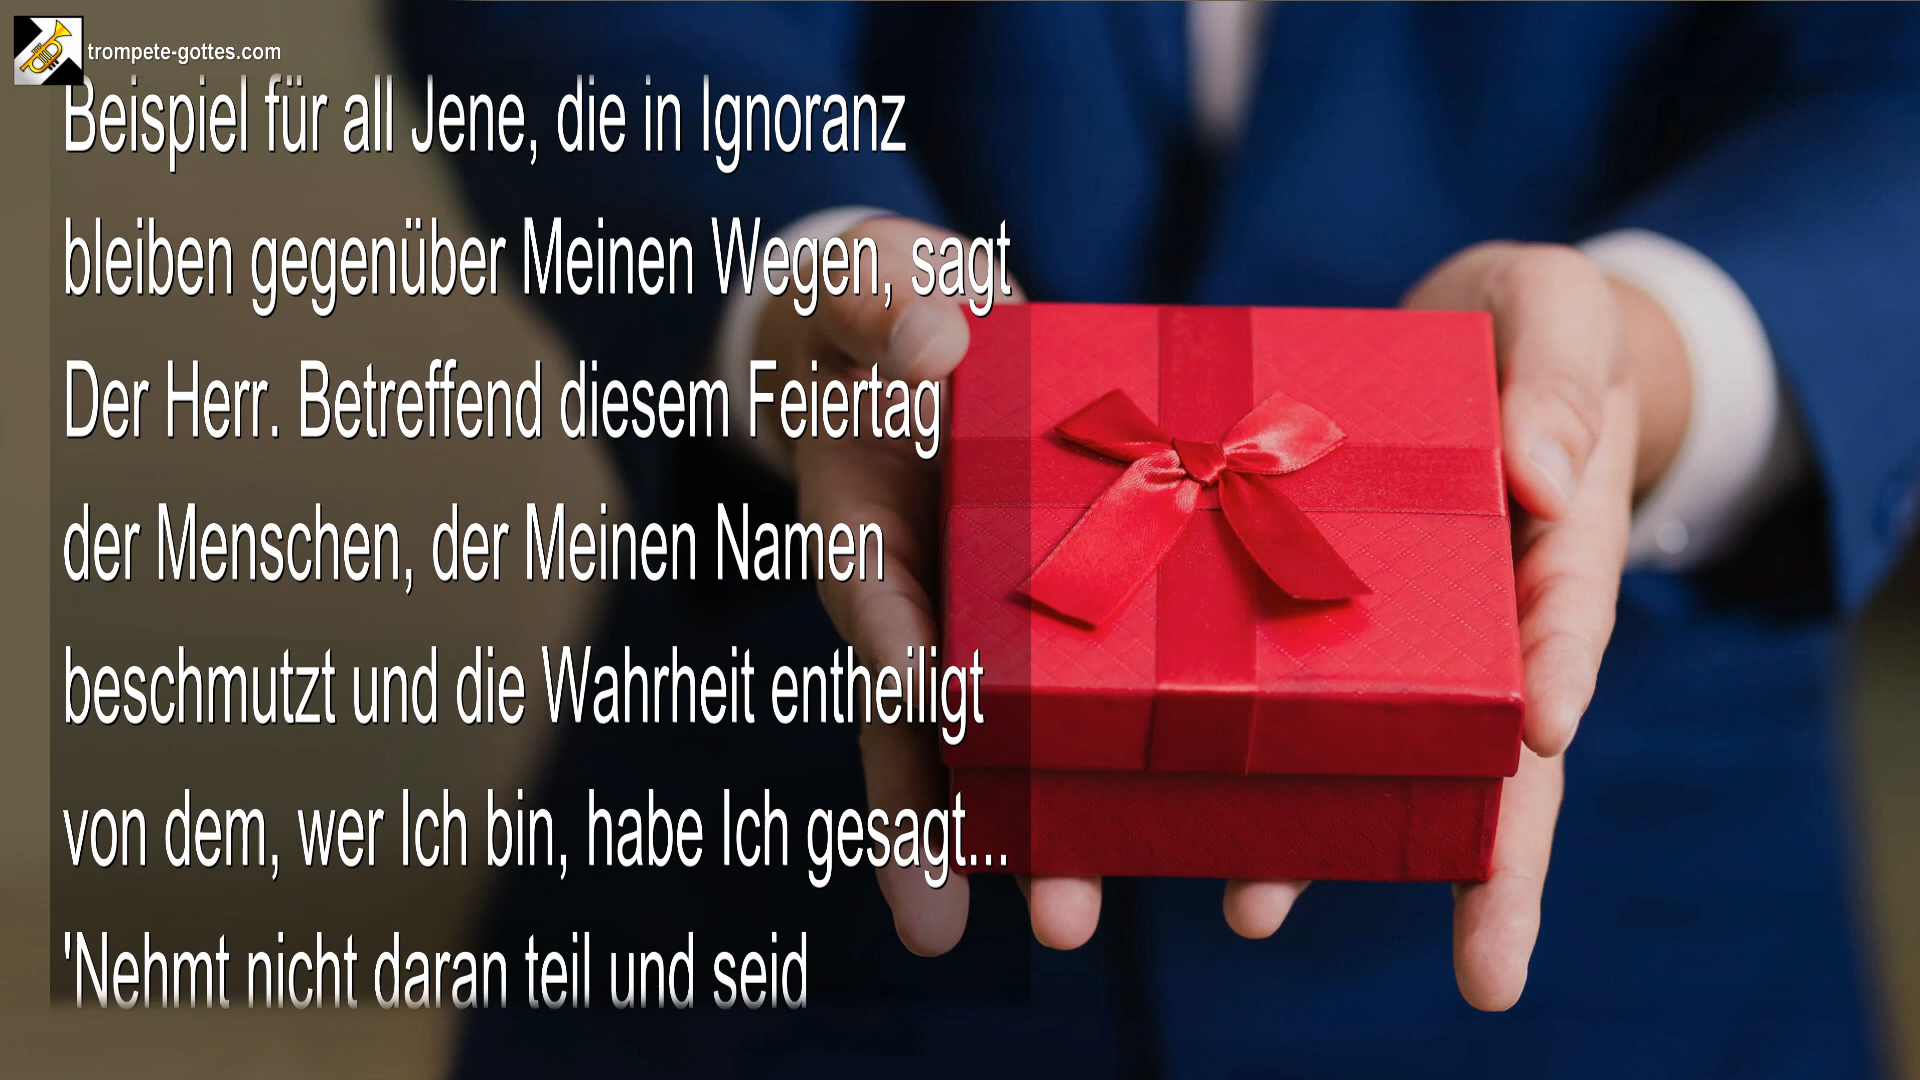 trompete-gottes.com
Beispiel für all Jene, die in Ignoranz
bleiben gegenüber Meinen Wegen, sagt
Der Herr. Betreffend diesem Feiertag
der Menschen, der Meinen Namen
beschmutzt und die Wahrheit entheiligt
von dem, wer Ich bin, habe Ich gesagt...
'Nehmt nicht daran teil und seid